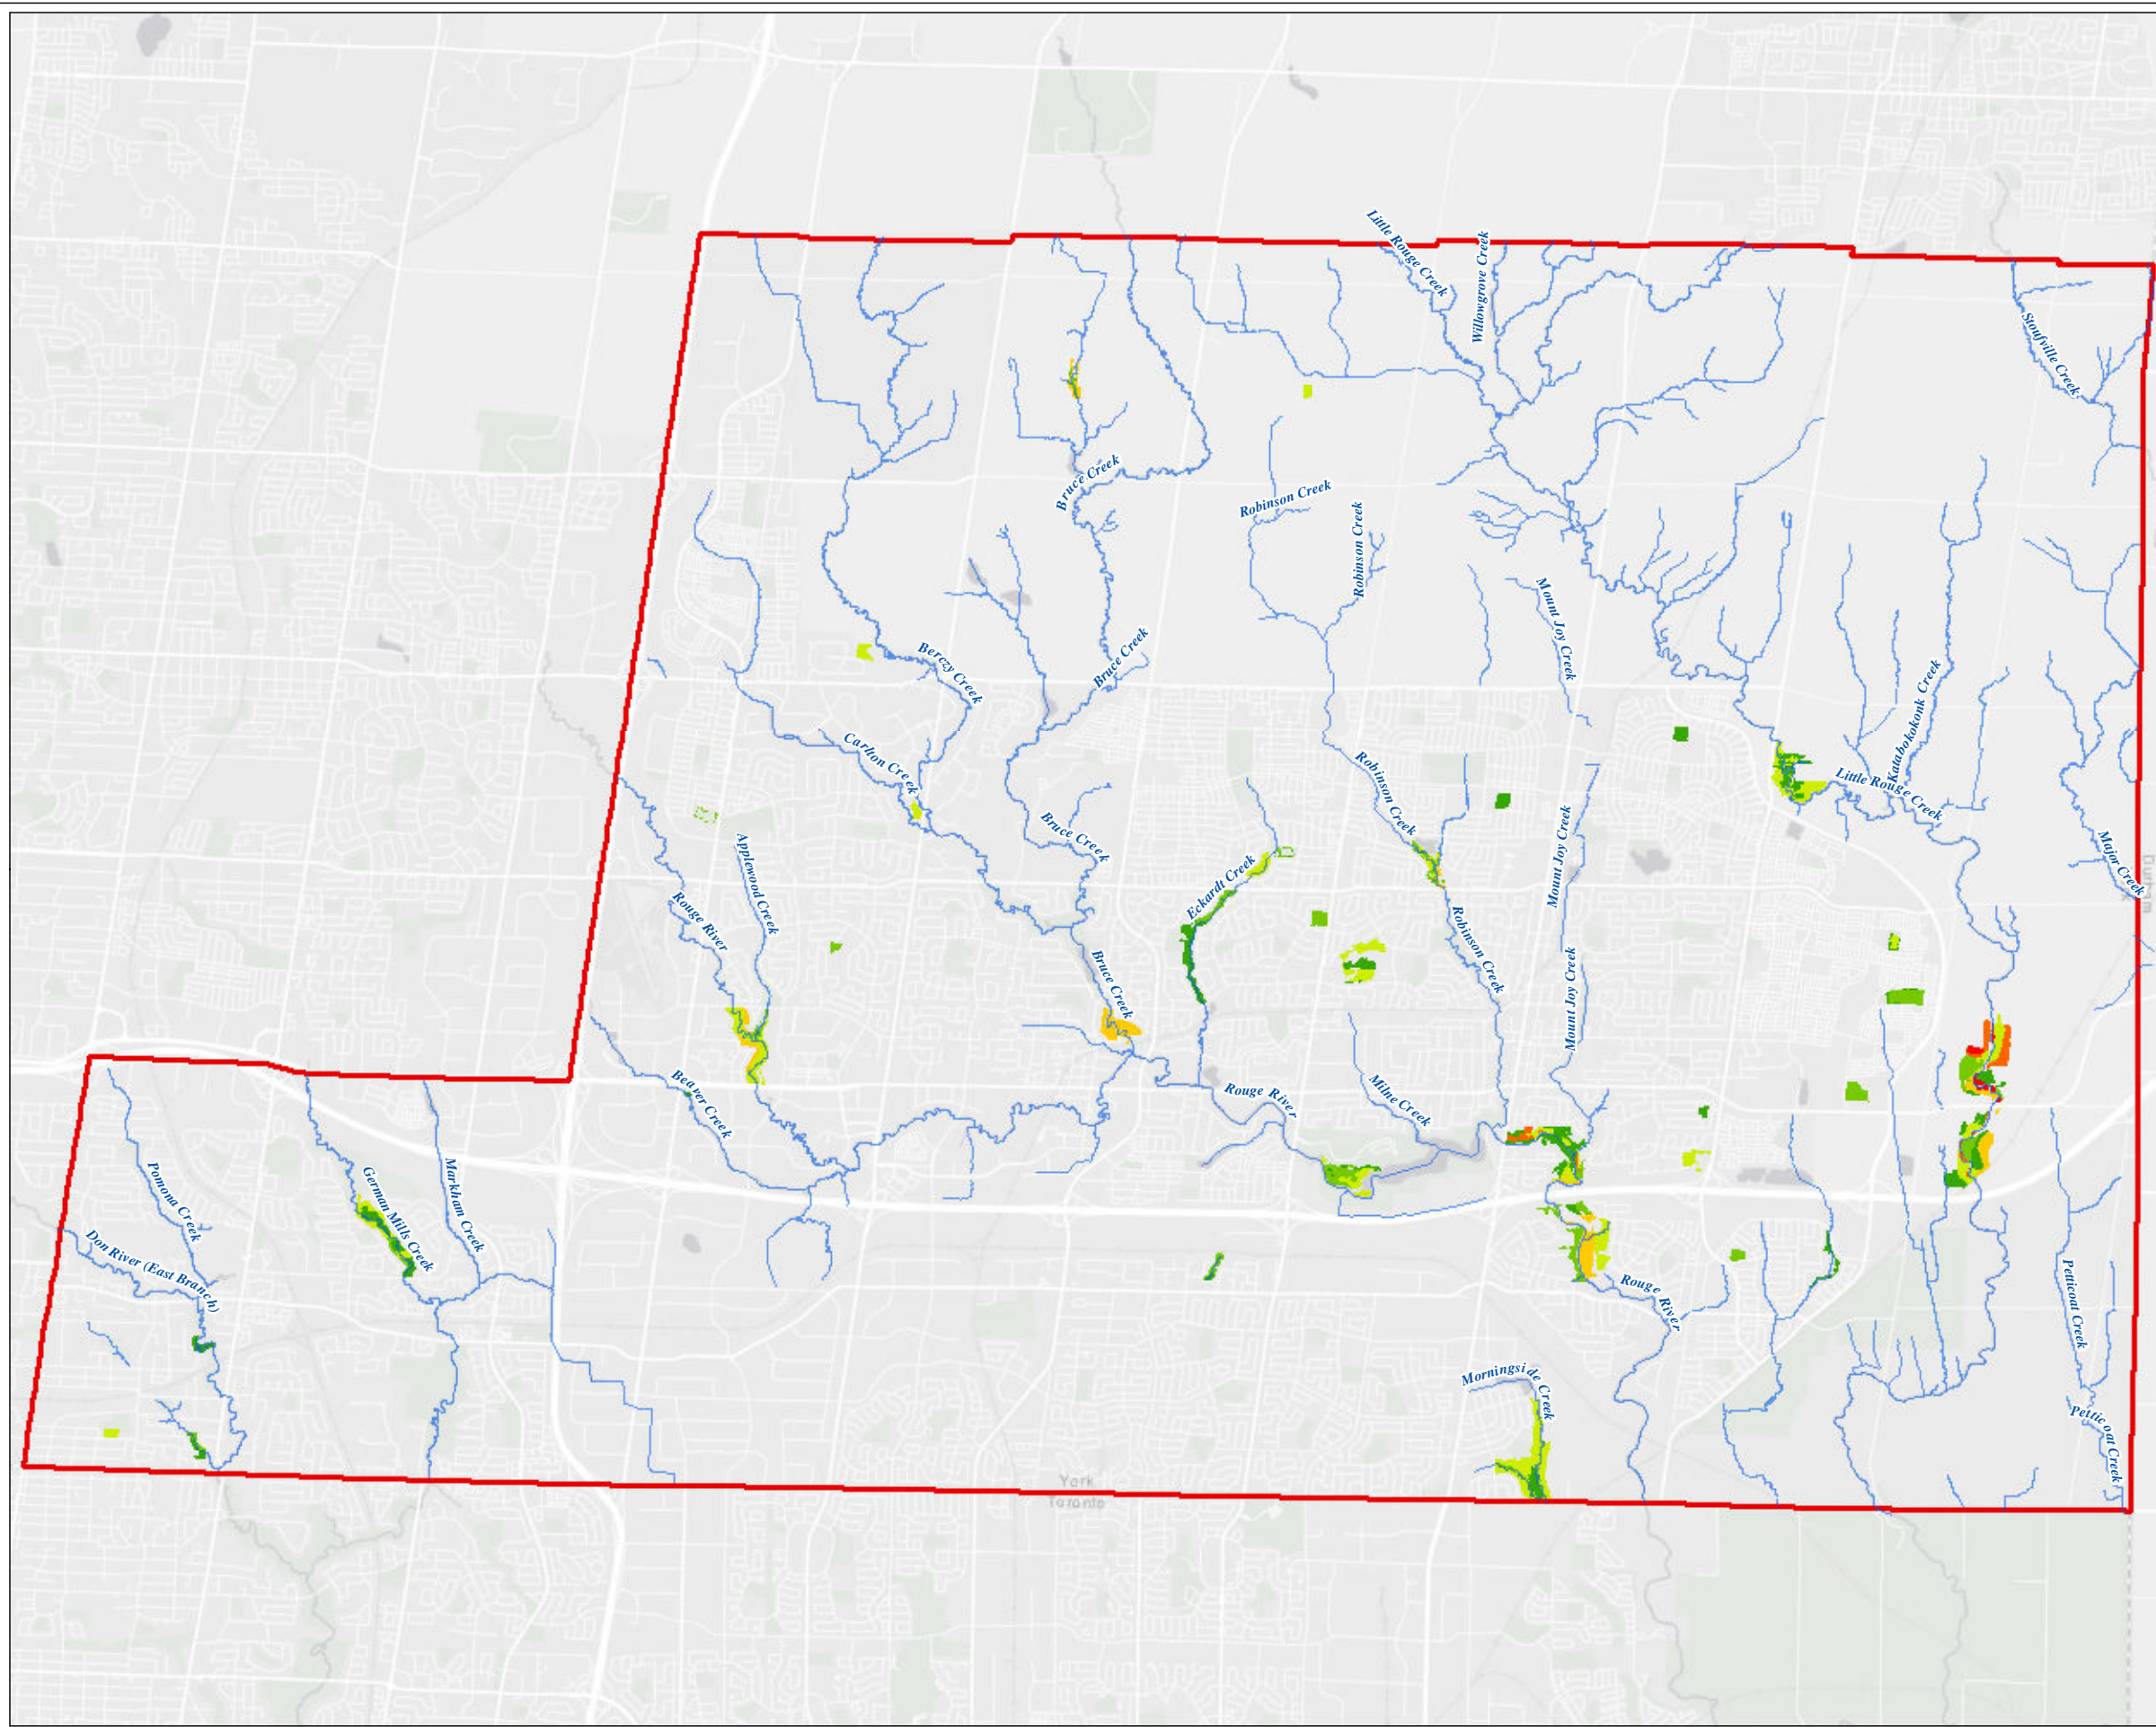 Little Rouge Creek
Willowgrove Creek
Stoufville Creek
Bruce Creek
Robinson Creek
Robinson Creek
Mount Joy Creek
Berczy Creek
Bruce Creek
Katabokokonk Creek
Carlton Creek
Robinson Creek
Little Rouge Creek
Bruce Creek
Applewood Creek
Mount Joy Creek
Major Creek
Rouge River
Eckardt Creek
Robinson Creek
Bruce Creek
Mount Joy Creek
Beaver Creek
Rouge River
Milne Creek
Pomona Creek
German Mills Creek
Markham Creek
Don River (East Branch)
Rouge River
Petticoat Creek
Morningside Creek
Petticoat Creek
York
Toronto
Durham